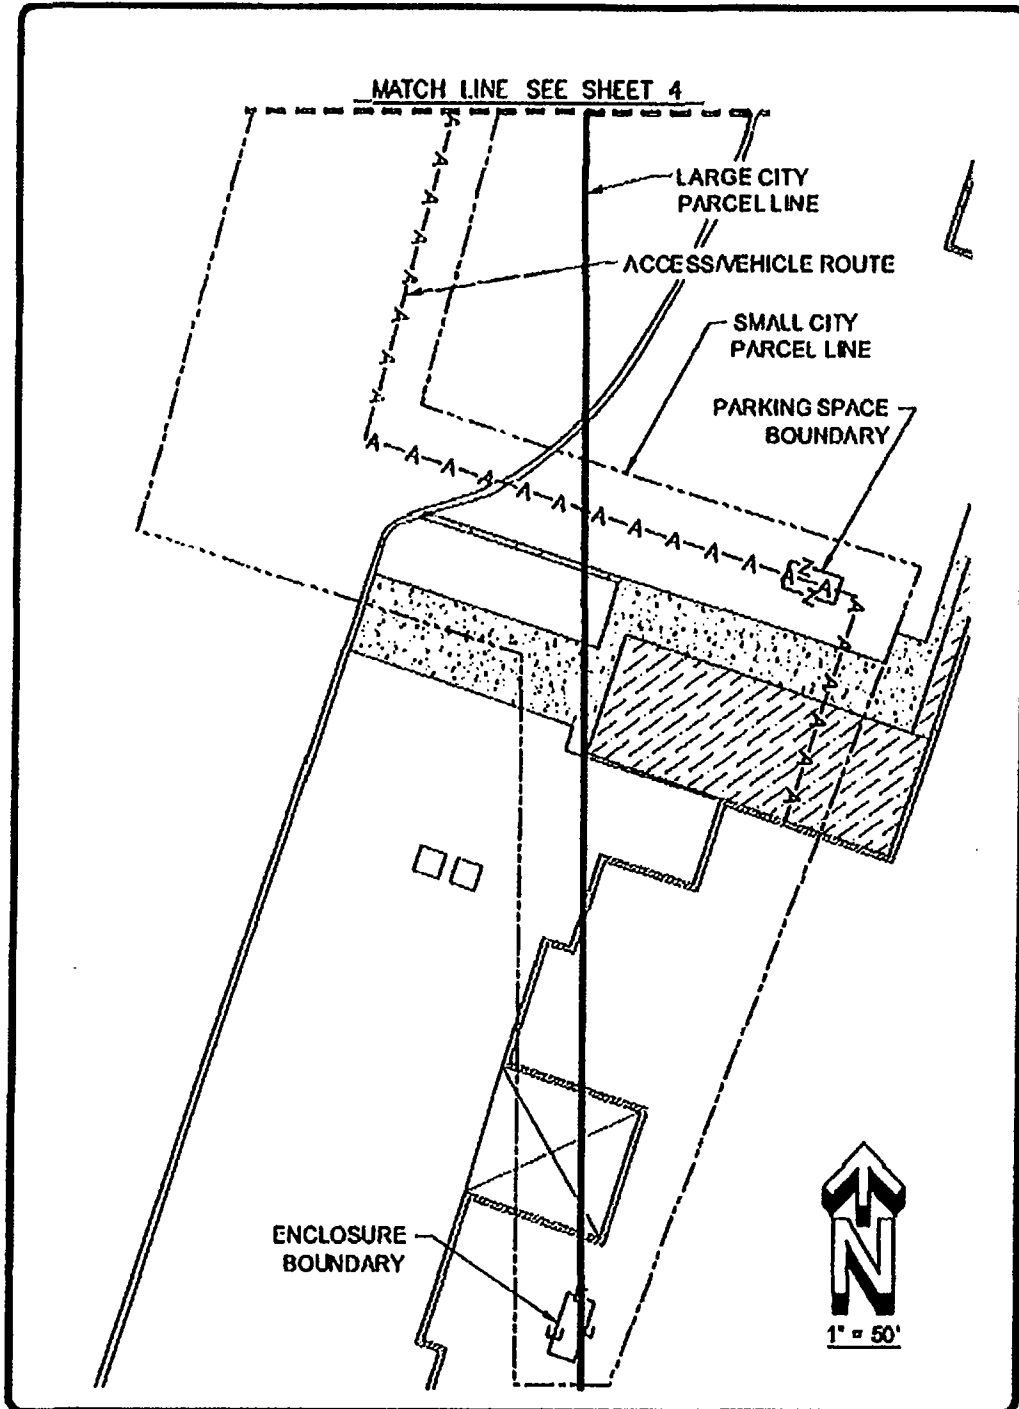 MATCH LINE SEE SHEET 4
LARGE CITY
PARCEL LINE
ACCESS/VEHICLE ROUTE
SMALL CITY
PARCEL LINE
PARKING SPACE
BOUNDARY
ENCLOSURE
BOUNDARY
N
1" = 50'